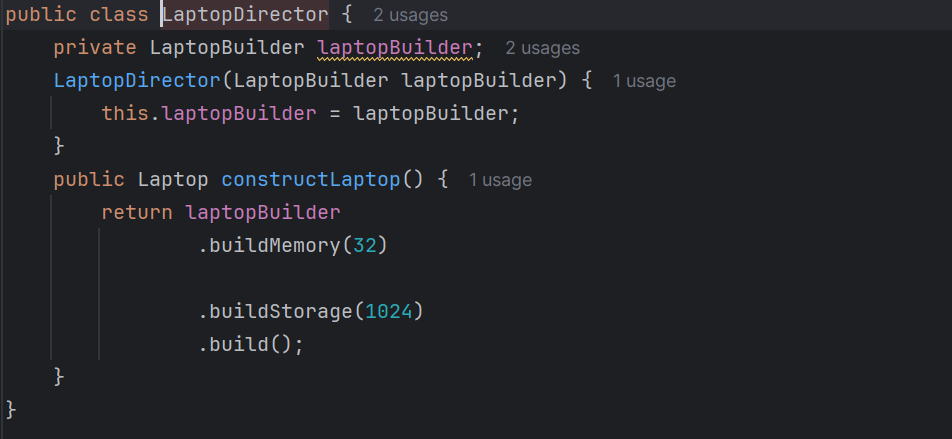 public class LaptopDirector { 2 usages
private LaptopBuilder laptopBuilder; 2 usages
LaptopDirector(LaptopBuilder laptopBuilder) { 1 usage
this.laptopBuilder = laptopBuilder;
}
public Laptop constructLaptop() { 1 usage
return laptopBuilder
.buildMemory(32)
.buildStorage(1024)
.build();
}
}